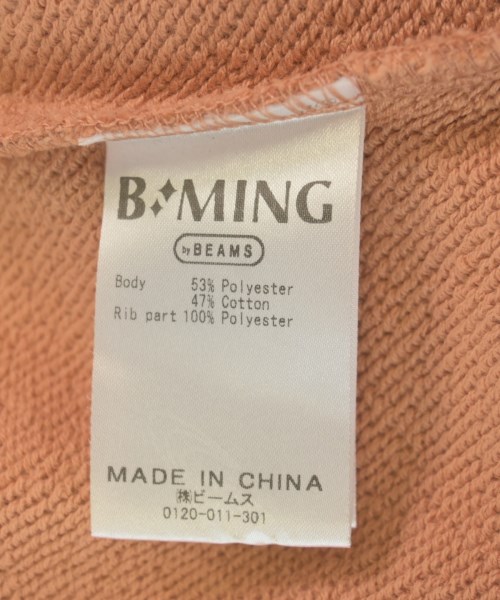 B MING
by BEAMS
Body 53% Polyester
47% Cotton
Rib part 100% Polyester
MADE IN CHINA
㈱ビームス
0120-011-301